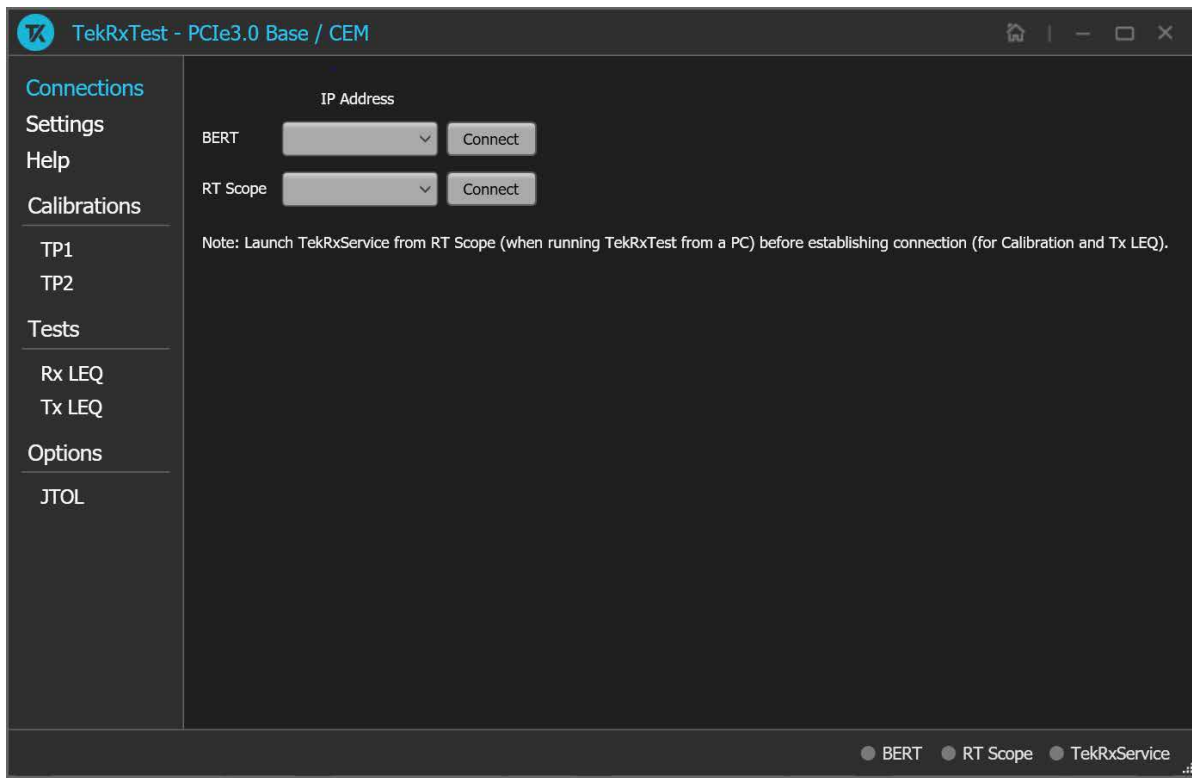 TK TekRxTest - PCIe3.0 Base / CEM
Connections
Settings
Help
Calibrations
TP1
TP2
Tests
Rx LEQ
Tx LEQ
Options
JTOL
IP Address
BERT Connect
RT Scope Connect
Note: Launch TekRxService from RT Scope (when running TekRxTest from a PC) before establishing connection (for Calibration and Tx LEQ).
BERT RT Scope TekRxService